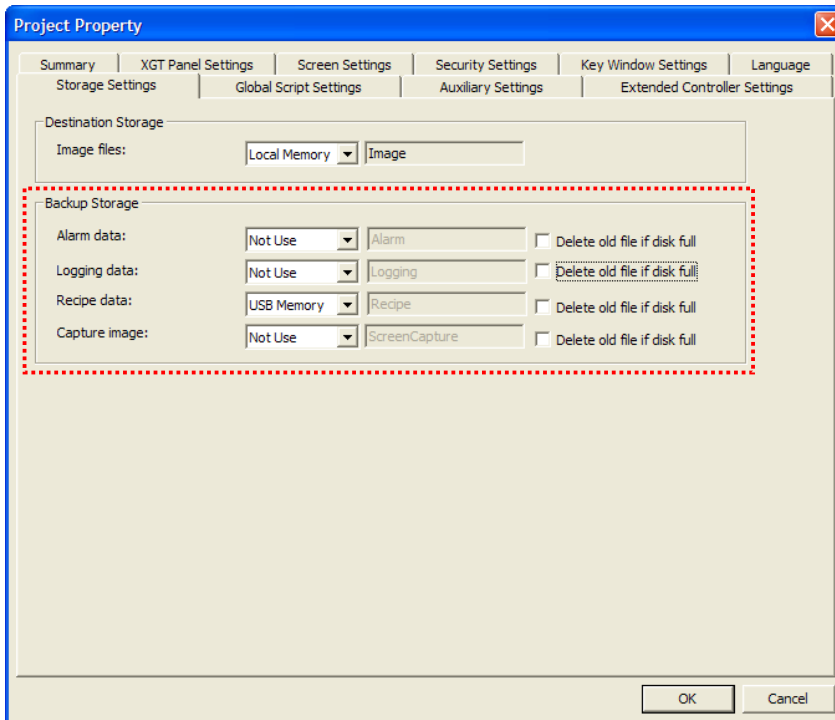 Project Property
Summary XGT Panel Settings Screen Settings Security Settings Key Window Settings Language
Storage Settings Global Script Settings Auxiliary Settings Extended Controller Settings
Destination Storage
Image files: Local Memory Image
Backup Storage
Alarm data: Not Use Alarm Delete old file if disk full
Logging data: Not Use Logging Delete old file if disk full
Recipe data: USB Memory Recipe Delete old file if disk full
Capture image: Not Use ScreenCapture Delete old file if disk full
OK Cancel